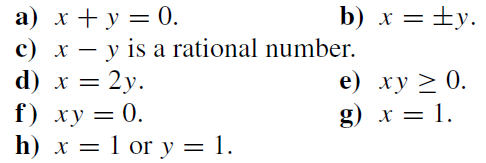 a) x + y = 0. b) x = ±y.
c) x − y is a rational number.
d) x = 2y. e) xy ≥ 0.
f) xy = 0. g) x = 1.
h) x = 1 or y = 1.